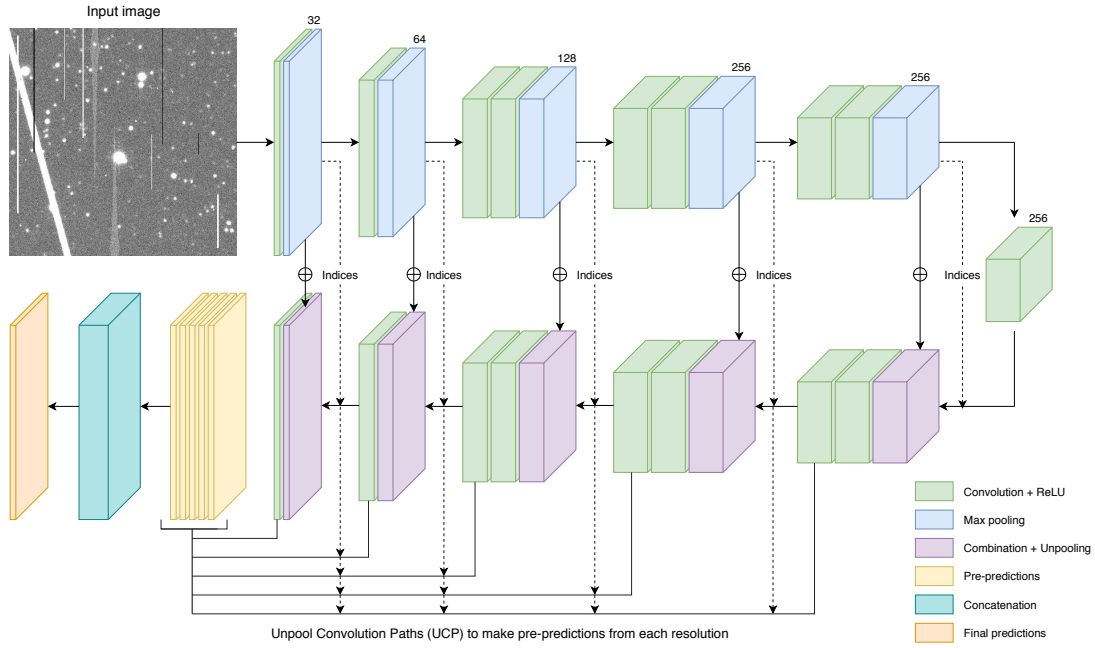 Input image
32
64
128
256
256
256
Indices
Indices
Indices
Indices
Indices
Convolution + ReLU
Max pooling
Combination + Unpooling
Pre-predictions
Concatenation
Final predictions
Unpool Convolution Paths (UCP) to make pre-predictions from each resolution